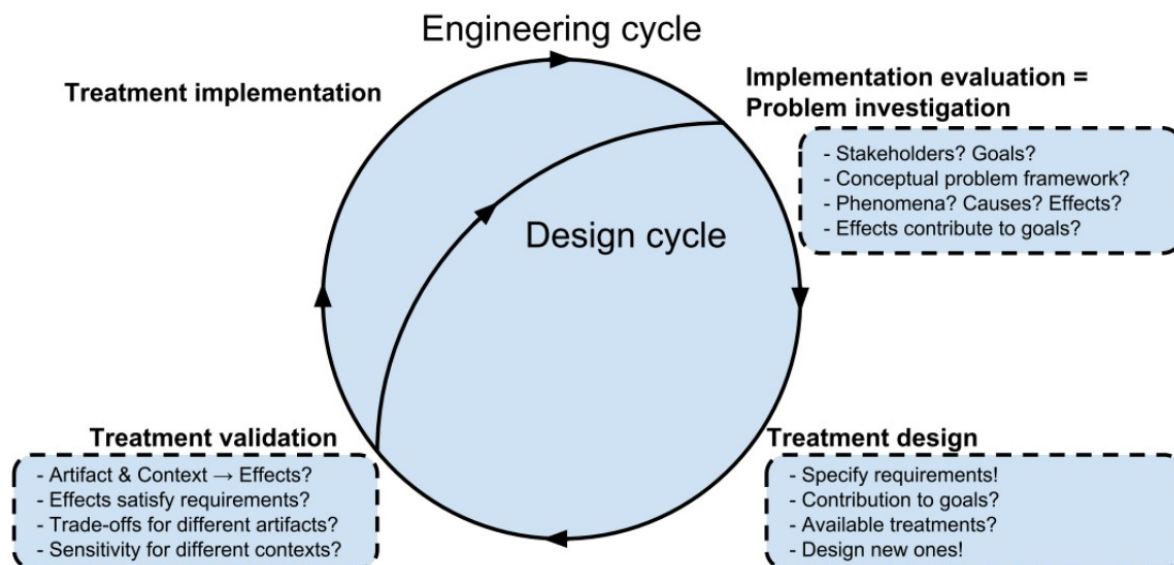 Engineering cycle
Treatment implementation
Implementation evaluation =
Problem investigation
- Stakeholders? Goals?
- Conceptual problem framework?
- Phenomena? Causes? Effects?
- Effects contribute to goals?
Design cycle
Treatment validation
- Artifact & Context → Effects?
- Effects satisfy requirements?
- Trade-offs for different artifacts?
- Sensitivity for different contexts?
Treatment design
- Specify requirements!
- Contribution to goals?
- Available treatments?
- Design new ones!